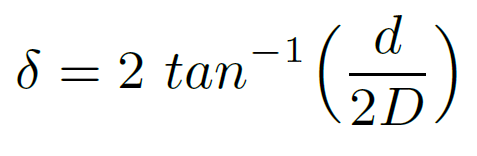 δ = 2 tan⁻¹(d/2D)